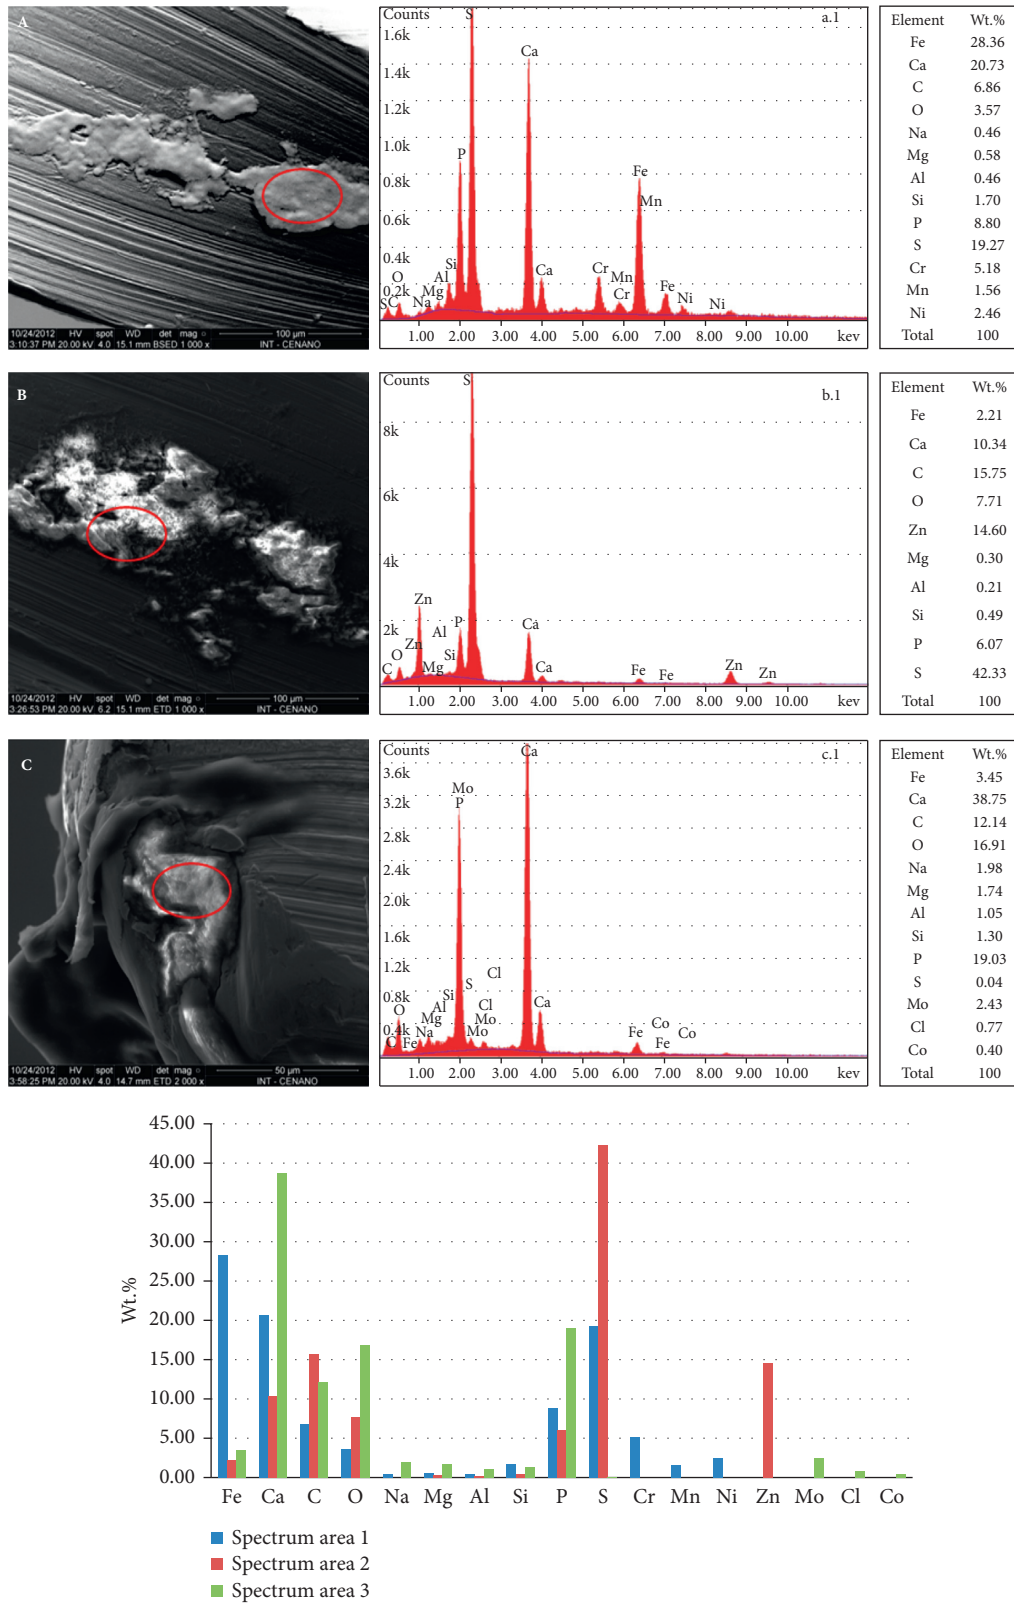 A
10/24/2012 HV spot WD det mag 100 µm
3:10:37 PM 20.00 kV 4.0 15.1 mm BSED 1 000 x INT - CENANO
Counts S a.1
1.6k
Ca
1.4k
1.2k
1.0k
P
0.8k Fe
Mn
0.6k
0.4k
Si Cr
O Al Ca Mn
0.2k Mg Cr Fe
S C Na Ni Ni
1.00 2.00 3.00 4.00 5.00 6.00 7.00 8.00 9.00 10.00 kev
Element Wt.%
Fe 28.36
Ca 20.73
C 6.86
O 3.57
Na 0.46
Mg 0.58
Al 0.46
Si 1.70
P 8.80
S 19.27
Cr 5.18
Mn 1.56
Ni 2.46
Total 100
B
10/24/2012 HV spot WD det mag 100 µm
3:26:53 PM 20.00 kV 6.2 15.1 mm ETD 1 000 x INT - CENANO
Counts S b.1
8k
6k
4k
Zn
2k Al P Ca
Zn
O Si
C Mg Ca Fe Fe Zn Zn
1.00 2.00 3.00 4.00 5.00 6.00 7.00 8.00 9.00 10.00 kev
Element Wt.%
Fe 2.21
Ca 10.34
C 15.75
O 7.71
Zn 14.60
Mg 0.30
Al 0.21
Si 0.49
P 6.07
S 42.33
Total 100
C
10/24/2012 HV spot WD det mag 50 µm
3:58:25 PM 20.00 kV 4.0 14.7 mm ETD 2 000 x INT - CENANO
Counts Ca c.1
3.6k
Mo
3.2k P
2.8k
2.4k
2.0k
1.6k
1.2k
Cl
S
0.8k Si
O Al Cl Ca
Mg Mo Co
0.4k Na Mo Fe Co
C Fe Fe
1.00 2.00 3.00 4.00 5.00 6.00 7.00 8.00 9.00 10.00 kev
Element Wt.%
Fe 3.45
Ca 38.75
C 12.14
O 16.91
Na 1.98
Mg 1.74
Al 1.05
Si 1.30
P 19.03
S 0.04
Mo 2.43
Cl 0.77
Co 0.40
Total 100
45.00
40.00
35.00
30.00
25.00
20.00
15.00
10.00
5.00
0.00
Wt.%
Fe Ca C O Na Mg Al Si P S Cr Mn Ni Zn Mo Cl Co
Spectrum area 1
Spectrum area 2
Spectrum area 3